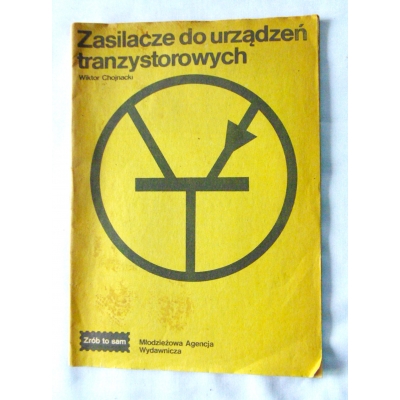 Zasilacze do urządzeń
tranzystorowych
Wiktor Chojnacki
Zrób to sam
Młodzieżowa Agencja
Wydawnicza